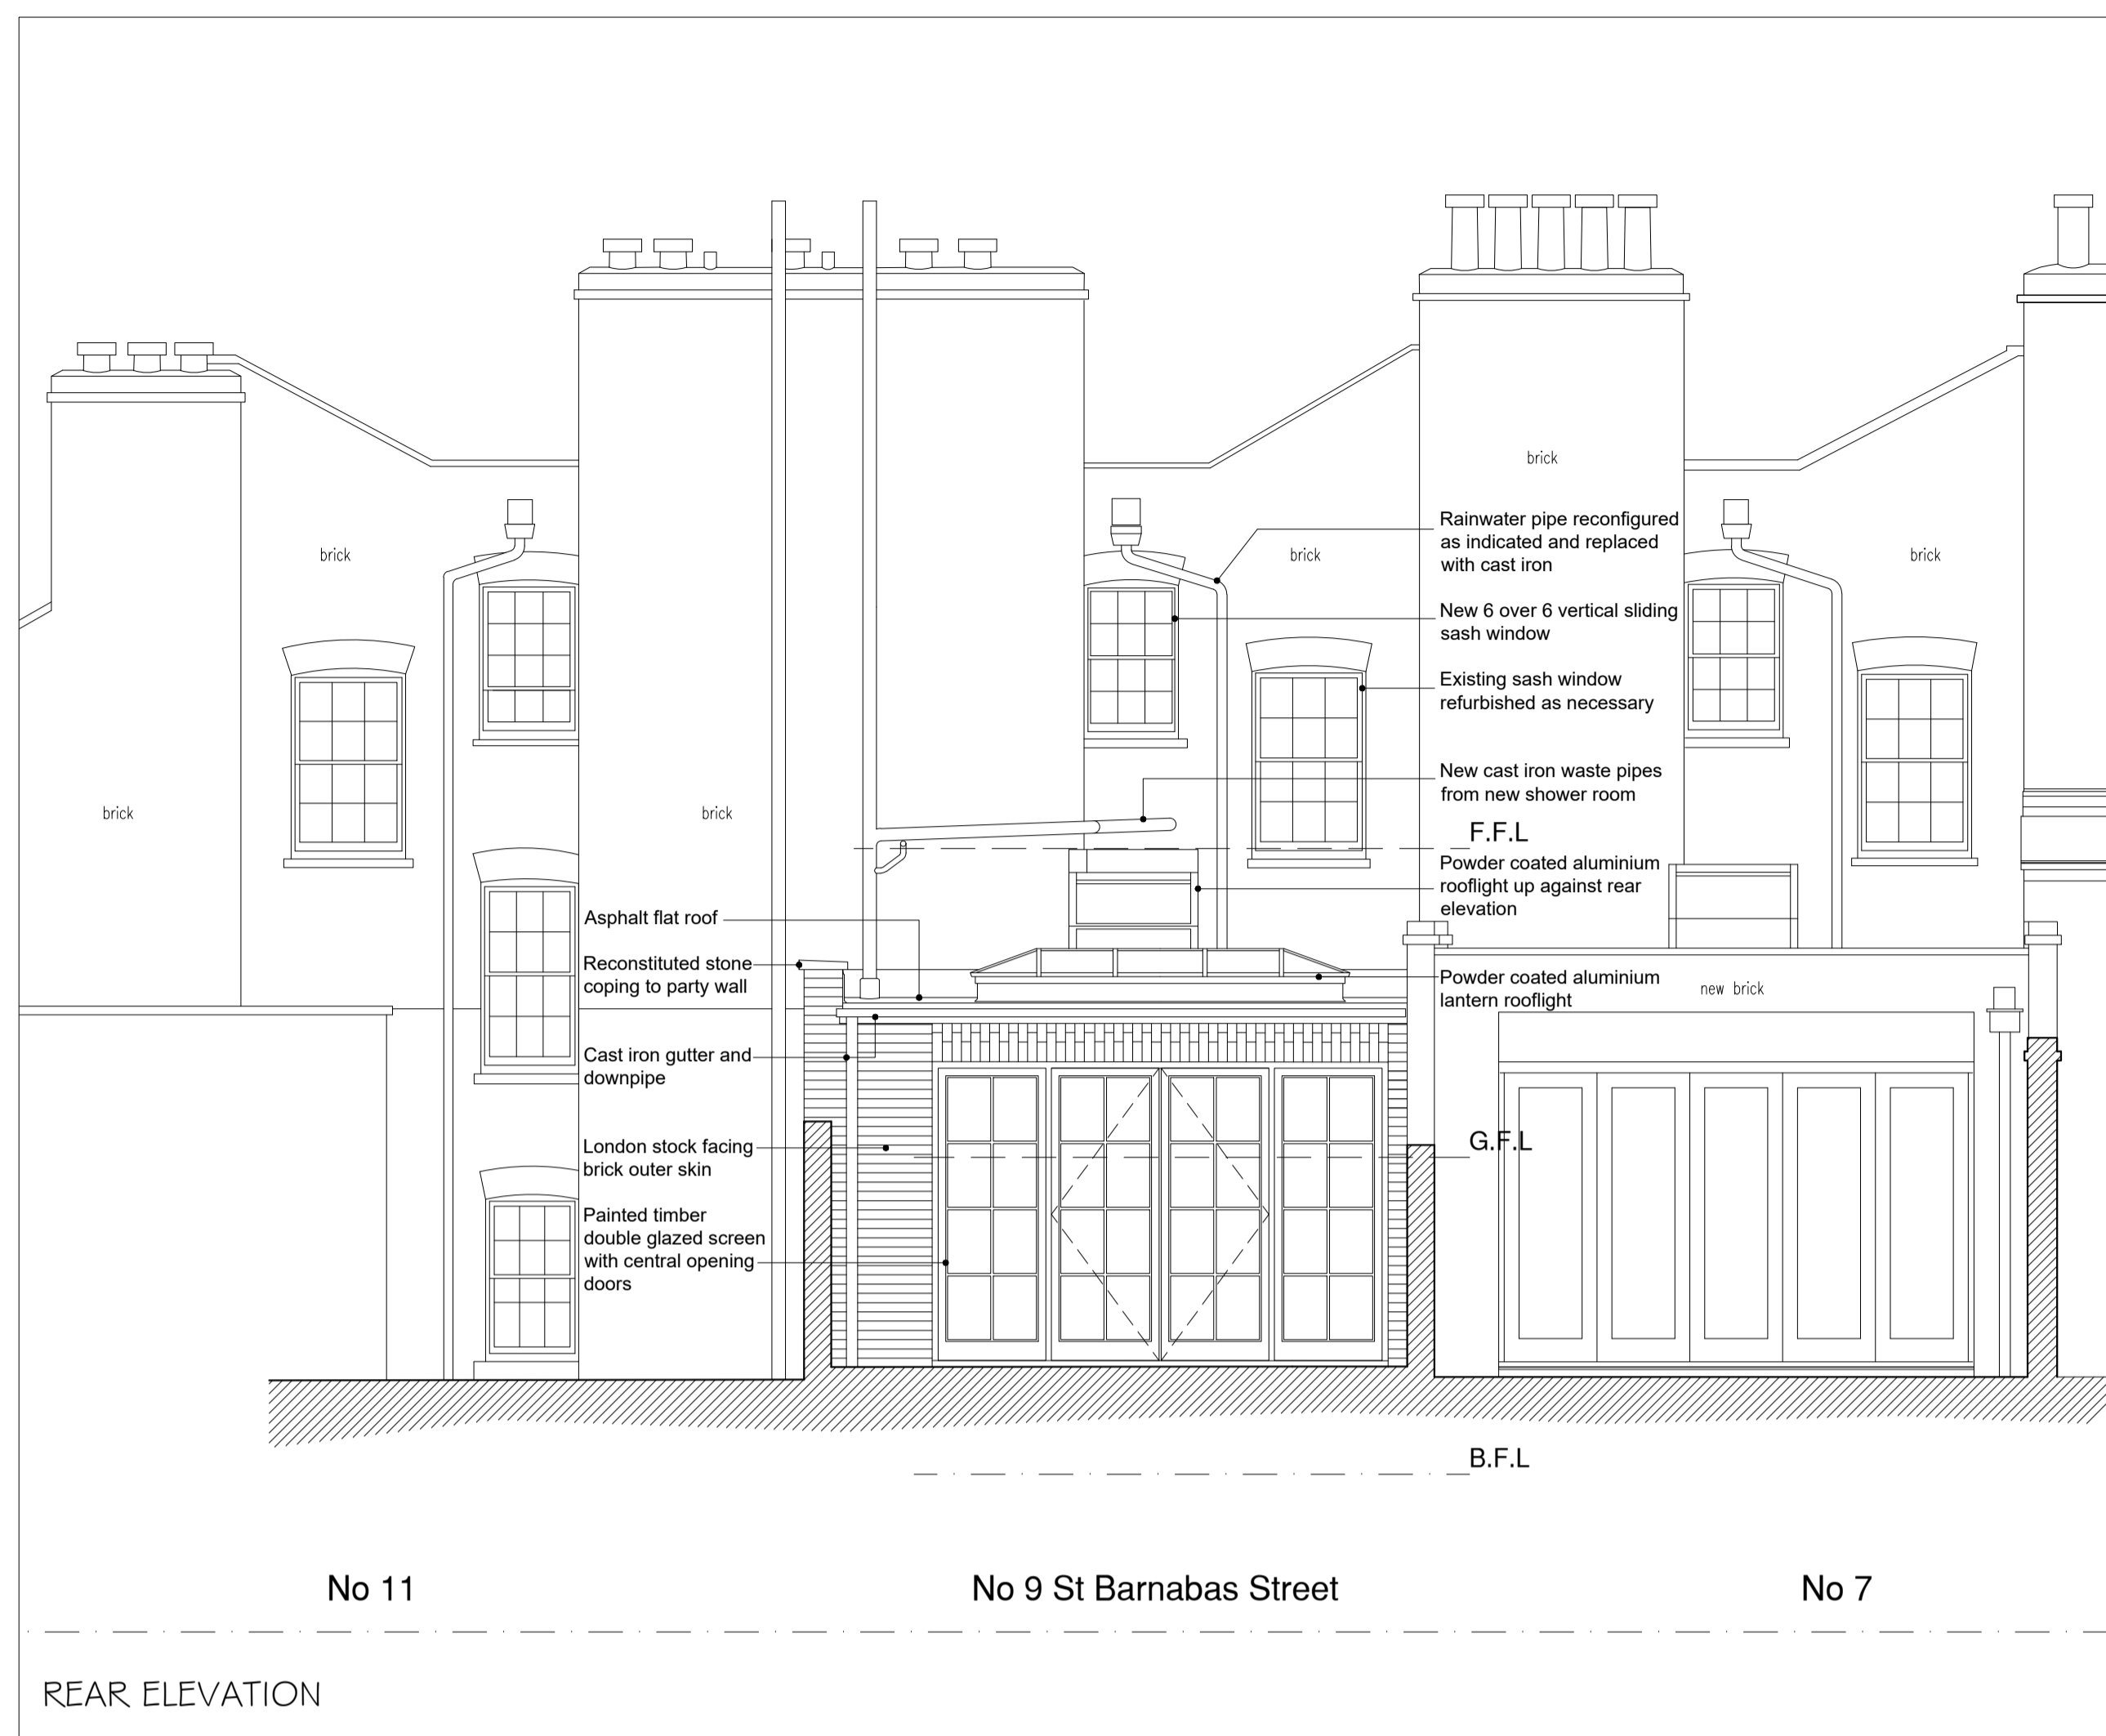 brick
Rainwater pipe reconfigured
as indicated and replaced
with cast iron
brick
brick
brick
New 6 over 6 vertical sliding
sash window
Existing sash window
refurbished as necessary
New cast iron waste pipes
from new shower room
brick
brick
F.F.L
Powder coated aluminium
rooflight up against rear
elevation
Asphalt flat roof
Reconstituted stone
coping to party wall
Powder coated aluminium
lantern rooflight
new brick
Cast iron gutter and
downpipe
London stock facing
brick outer skin
G.F.L
Painted timber
double glazed screen
with central opening
doors
B.F.L
No 11
No 9 St Barnabas Street
No 7
REAR ELEVATION